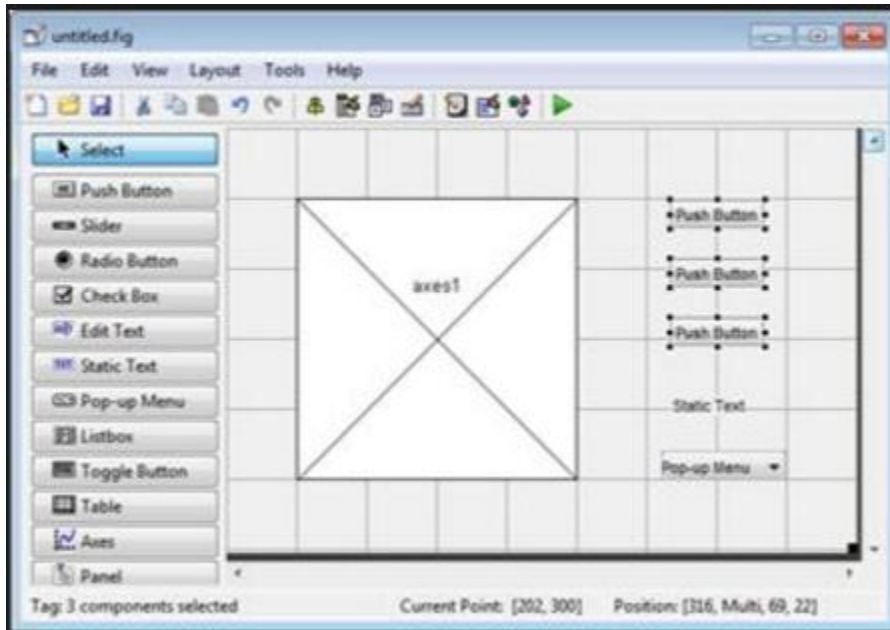 untitled.fig
File Edit View Layout Tools Help
Select
Push Button
Slider
Radio Button
Check Box
Edit Text
Static Text
Pop-up Menu
Listbox
Toggle Button
Table
Axes
Panel
axes1
Push Button
Push Button
Push Button
Static Text
Pop-up Menu
Tag: 3 components selected Current Point: [202, 300] Position: [316, Multi, 69, 22]